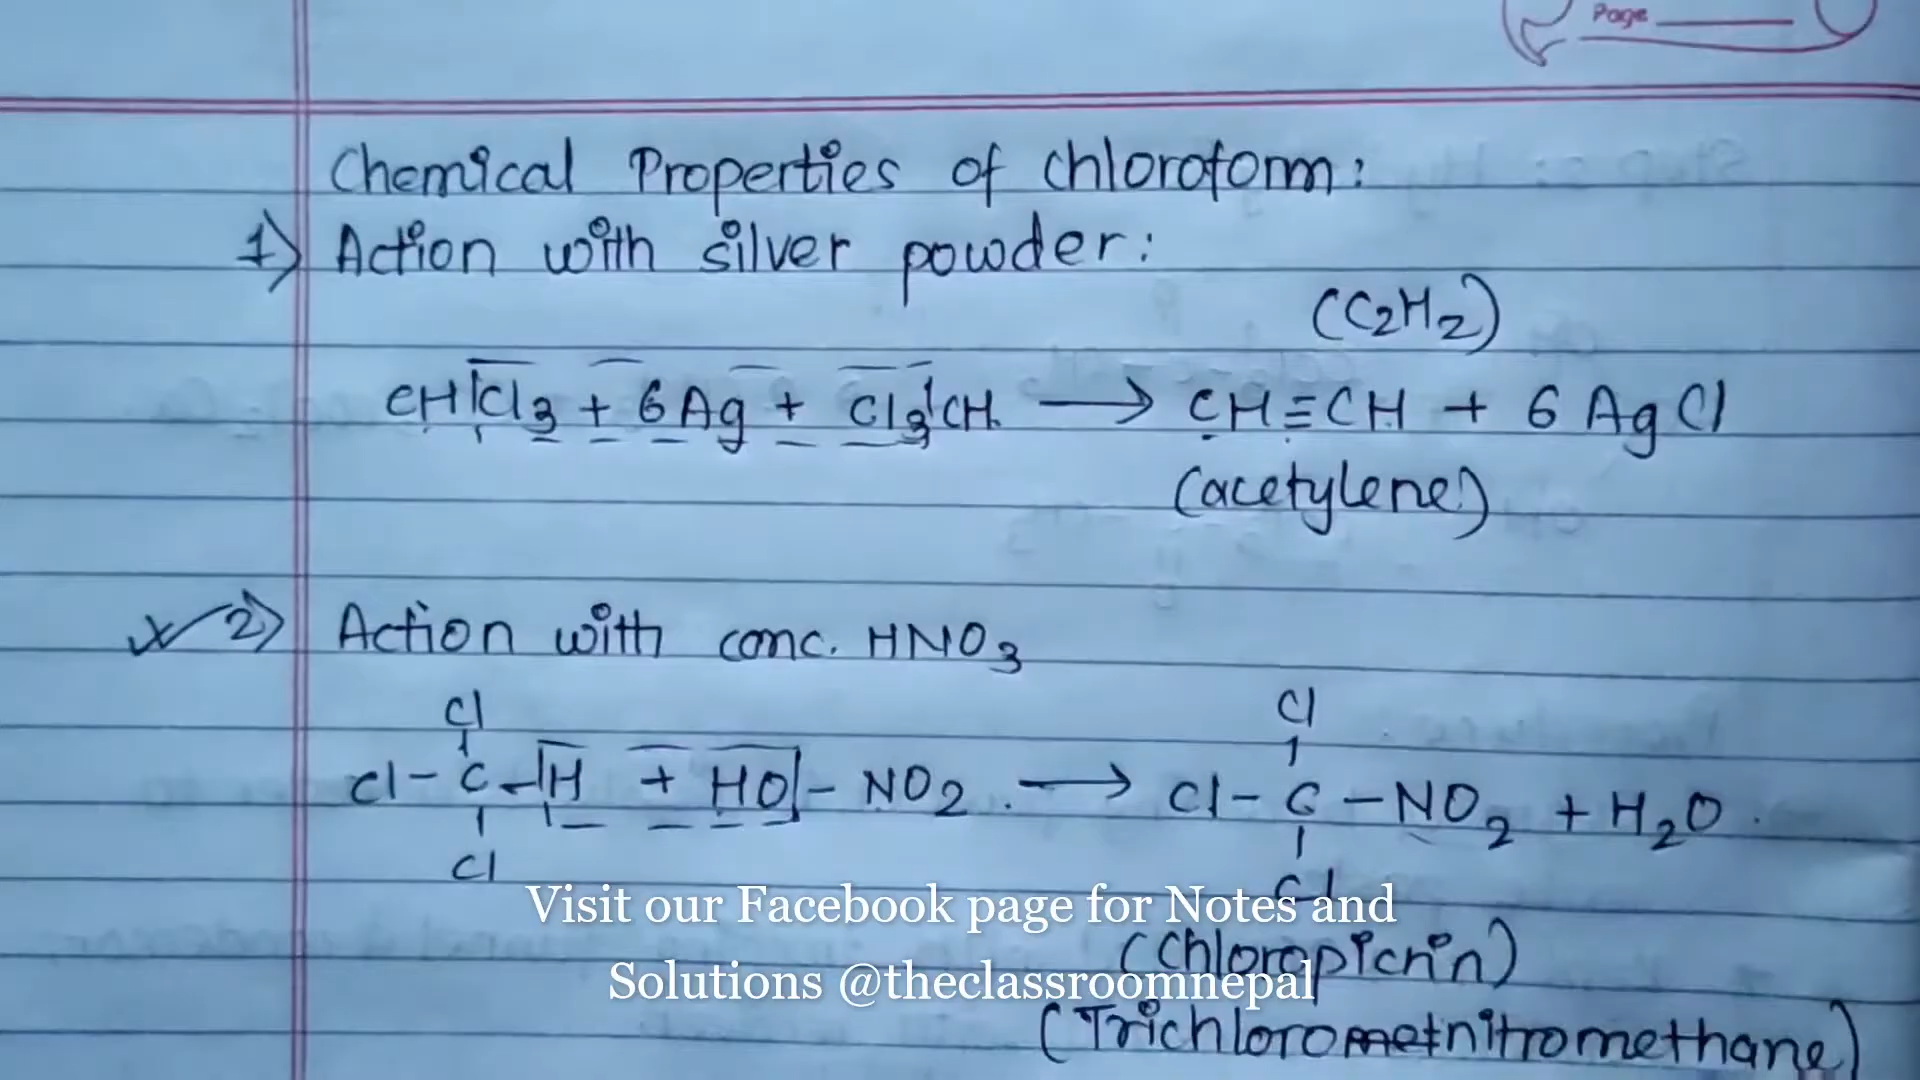 Page
Chemical Properties of chloroform:
1) Action with silver powder:
(C₂H₂)
CHCl₃ + 6Ag + Cl₃CH ⟶ CH≡CH + 6 AgCl
(acetylene)
2) Action with conc. HNO₃
Cl Cl
Cl-C-H + HO-NO₂ ⟶ Cl-C-NO₂ + H₂O
Cl Cl
Visit our Facebook page for Notes and
(Chloropicrin)
Solutions @theclassroomnepal
(Trichlorometnitromethane)